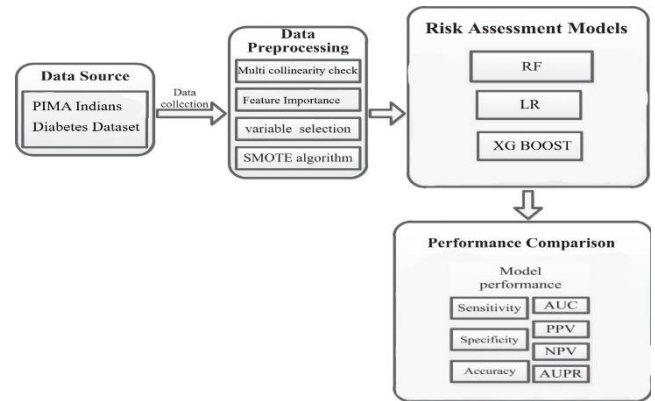 Data Source
PIMA Indians
Diabetes Dataset
Data
collection
Data
Preprocessing
Multi collinearity check
Feature Importance
variable selection
SMOTE algorithm
Risk Assessment Models
RF
LR
XG BOOST
Performance Comparison
Model
performance
Sensitivity
Specificity
Accuracy
AUC
PPV
NPV
AUPR